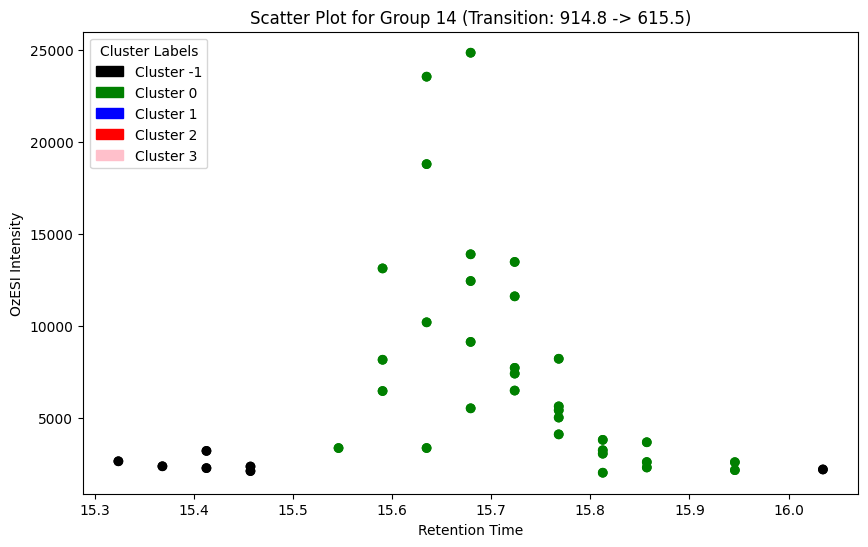 Scatter Plot for Group 14 (Transition: 914.8 -> 615.5)
Cluster Labels
Cluster -1
Cluster 0
Cluster 1
Cluster 2
Cluster 3
OzESI Intensity
25000
20000
15000
10000
5000
15.3 15.4 15.5 15.6 15.7 15.8 15.9 16.0
Retention Time